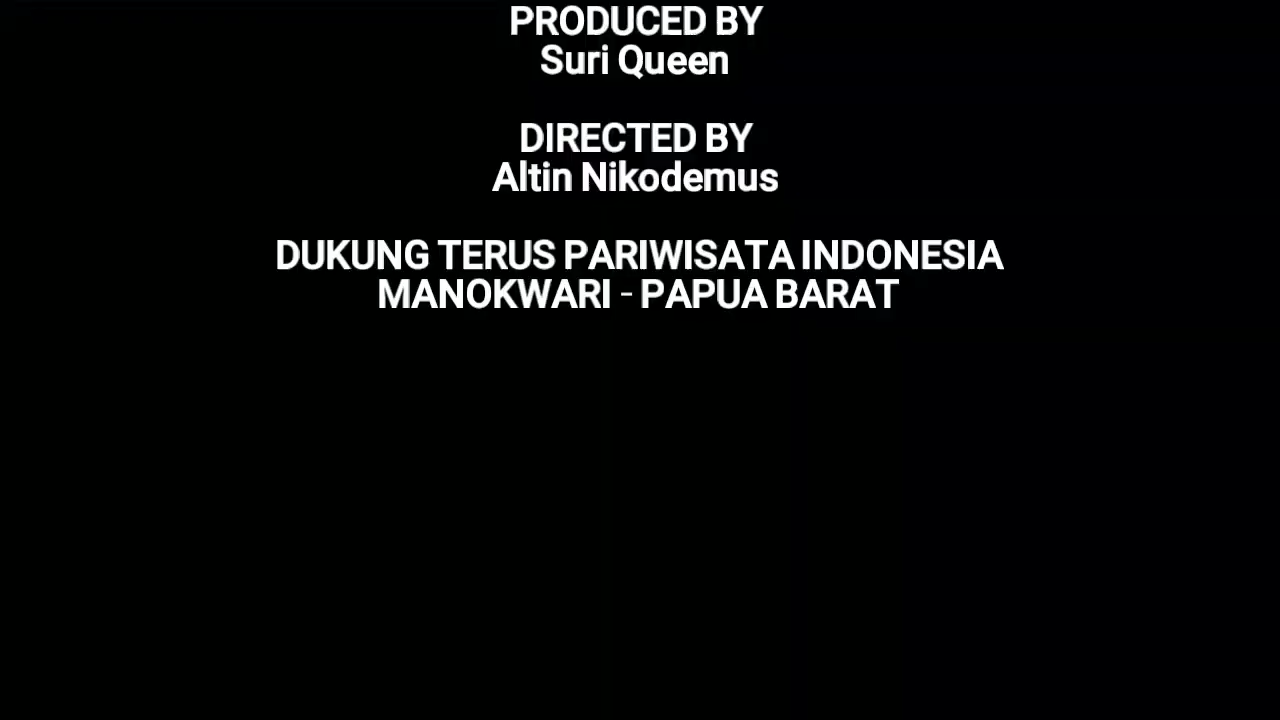 PRODUCED BY
Suri Queen
DIRECTED BY
Altin Nikodemus
DUKUNG TERUS PARIWISATA INDONESIA
MANOKWARI - PAPUA BARAT